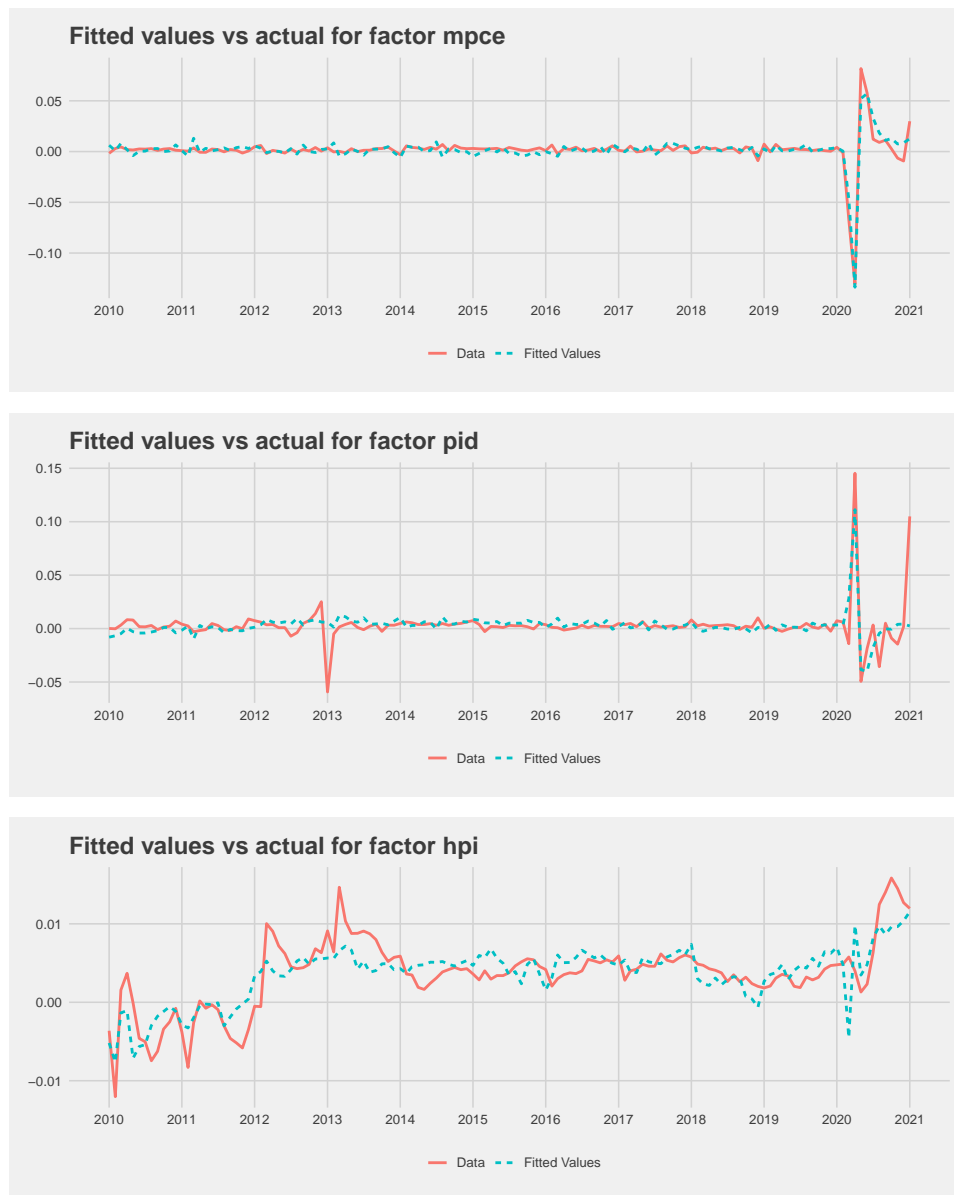 Fitted values vs actual for factor mpce
0.05
0.00
−0.05
−0.10
2010 2011 2012 2013 2014 2015 2016 2017 2018 2019 2020 2021
Data Fitted Values
Fitted values vs actual for factor pid
0.15
0.10
0.05
0.00
−0.05
2010 2011 2012 2013 2014 2015 2016 2017 2018 2019 2020 2021
Data Fitted Values
Fitted values vs actual for factor hpi
0.01
0.00
−0.01
2010 2011 2012 2013 2014 2015 2016 2017 2018 2019 2020 2021
Data Fitted Values